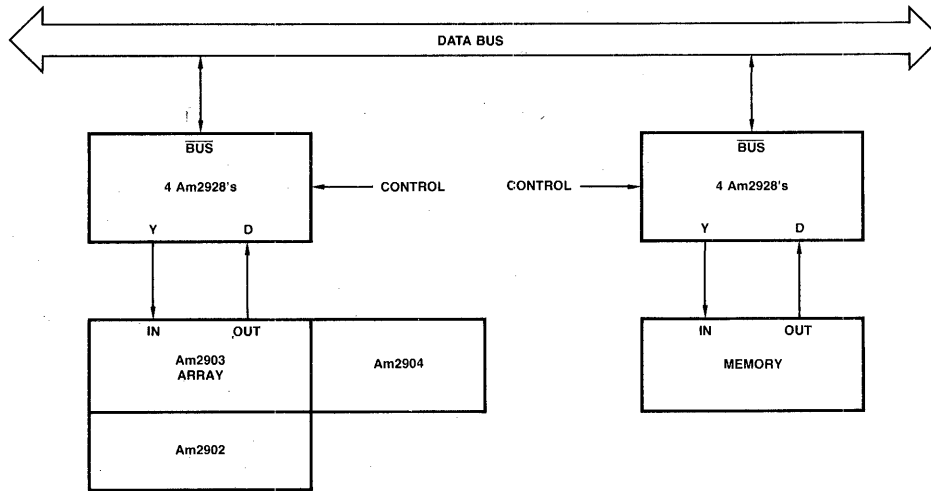 DATA BUS
BUS
4 Am2928's
Y D
CONTROL
CONTROL
BUS
4 Am2928's
Y D
IN OUT
Am2903
ARRAY
Am2904
Am2902
IN OUT
MEMORY